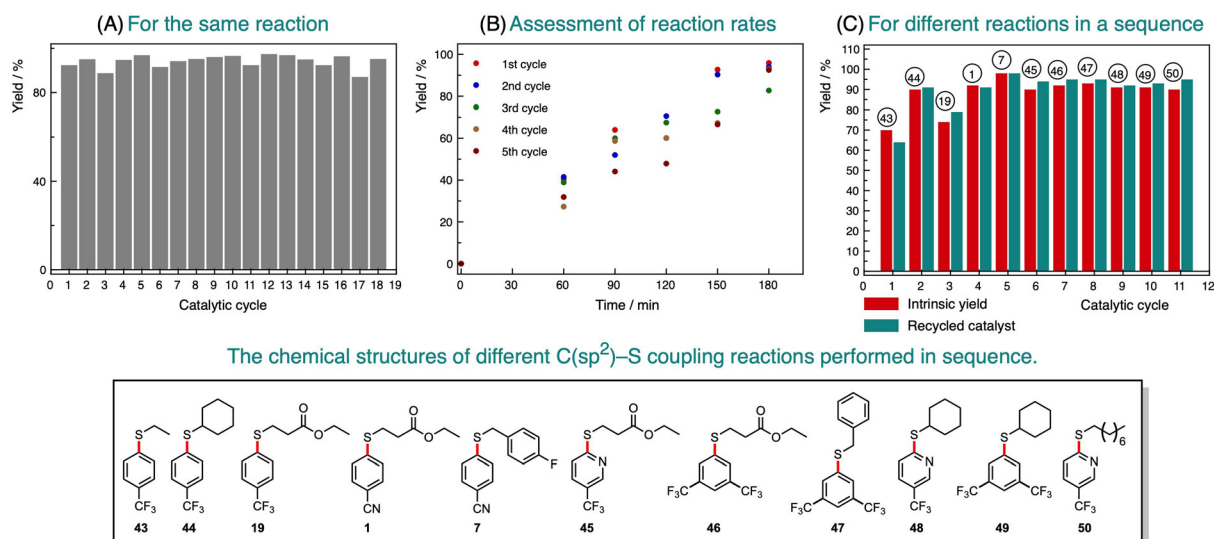 (A) For the same reaction
Yield / %
80
40
0
0 1 2 3 4 5 6 7 8 9 10 11 12 13 14 15 16 17 18 19
Catalytic cycle
(B) Assessment of reaction rates
Yield / %
100
80
60
40
20
0
1st cycle
2nd cycle
3rd cycle
4th cycle
5th cycle
0 30 60 90 120 150 180
Time / min
(C) For different reactions in a sequence
Yield / %
110
100
90
80
70
60
50
40
30
20
10
0
43 44 19 1 7 45 46 47 48 49 50
0 1 2 3 4 5 6 7 8 9 10 11 12
Catalytic cycle
Intrinsic yield
Recycled catalyst
The chemical structures of different C(sp²)–S coupling reactions performed in sequence.
S CF₃ 43
S CF₃ 44
S O O CF₃ 19
S O O CN 1
S F CN 7
S O O N CF₃ 45
S O O F₃C CF₃ 46
S F₃C CF₃ 47
S N CF₃ 48
S F₃C CF₃ 49
S ( )₆ N CF₃ 50